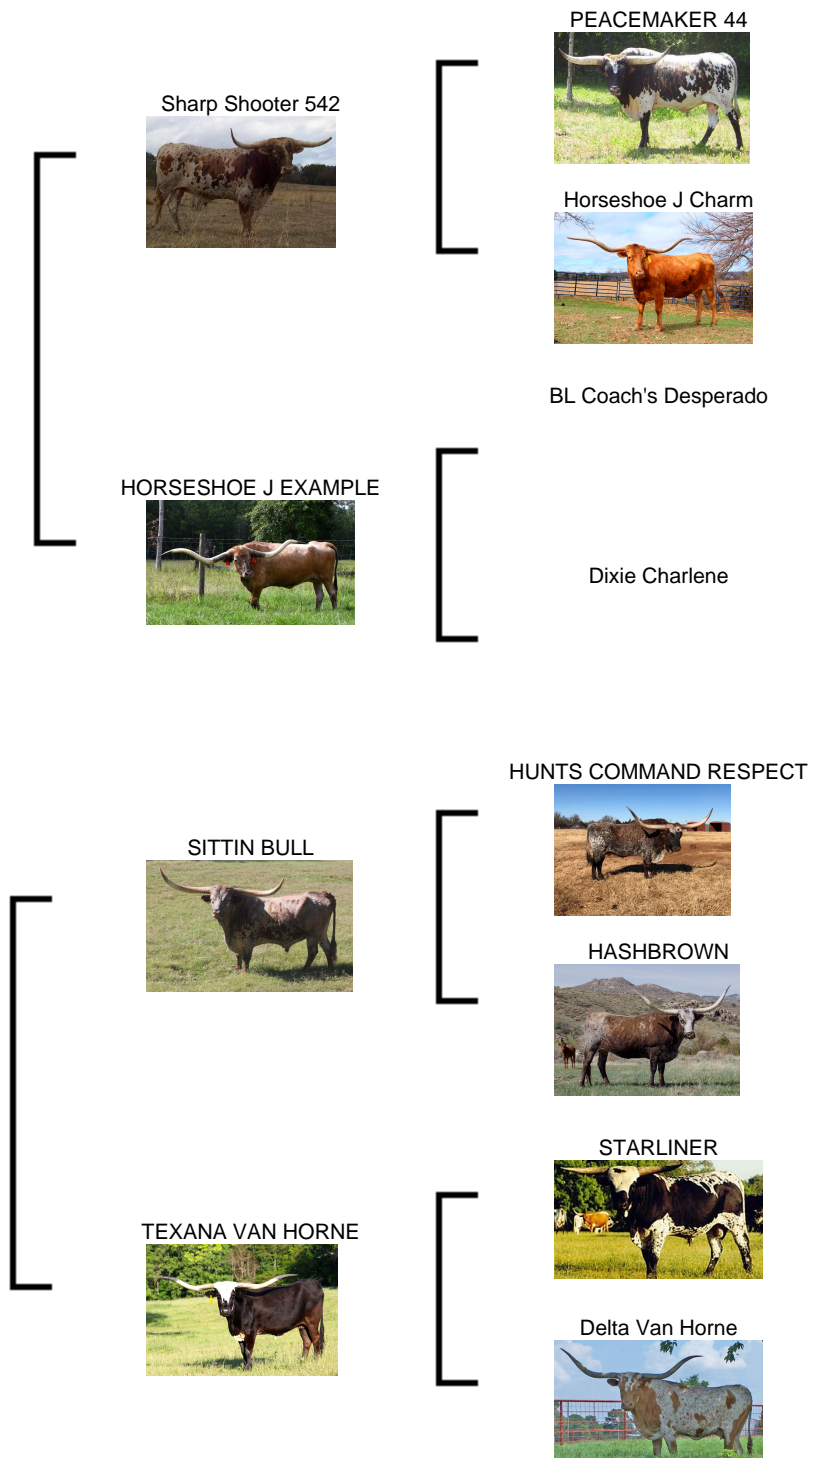 PEACEMAKER 44
Sharp Shooter 542
Horseshoe J Charm
BL Coach's Desperado
HORSESHOE J EXAMPLE
Dixie Charlene
HUNTS COMMAND RESPECT
SITTIN BULL
HASHBROWN
STARLINER
TEXANA VAN HORNE
Delta Van Horne